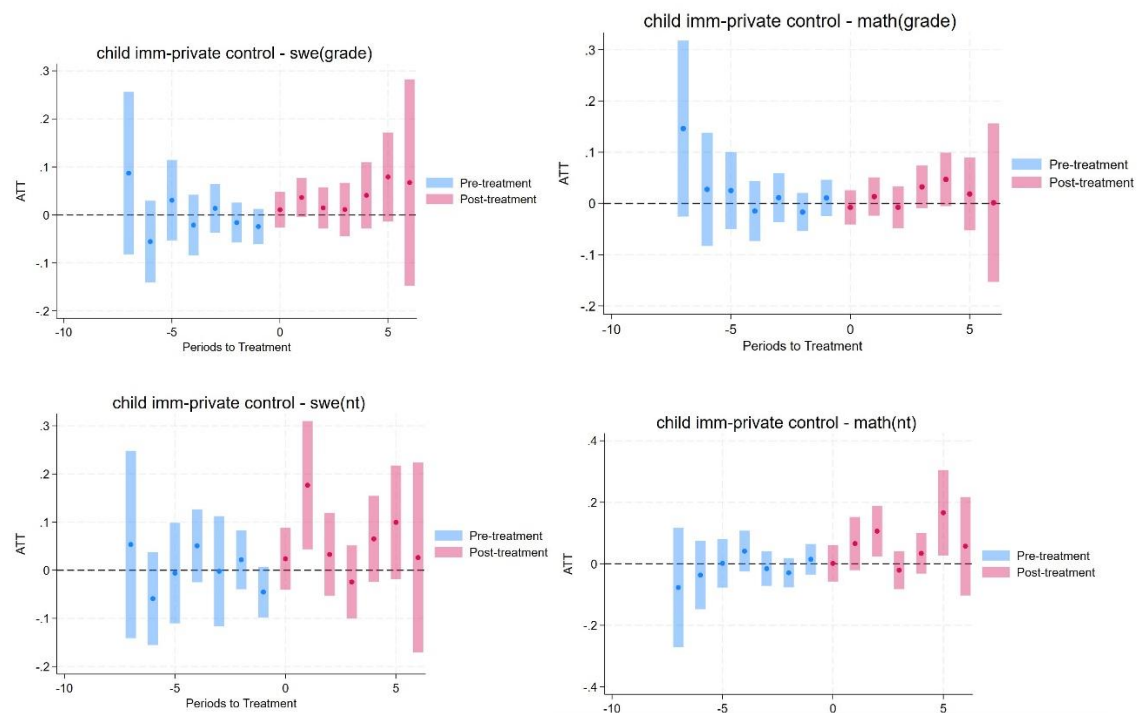 child imm-private control - swe(grade)
.3
.2
.1
0
-.1
-.2
ATT
-10
-5
0
5
Periods to Treatment
Pre-treatment
Post-treatment
child imm-private control - math(grade)
.3
.2
.1
0
-.1
-.2
ATT
-10
-5
0
5
Periods to Treatment
Pre-treatment
Post-treatment
child imm-private control - swe(nt)
.3
.2
.1
0
-.1
-.2
ATT
-10
-5
0
5
Periods to Treatment
Pre-treatment
Post-treatment
child imm-private control - math(nt)
.4
.2
0
-.2
-.4
ATT
-10
-5
0
5
Pre-treatment
Post-treatment